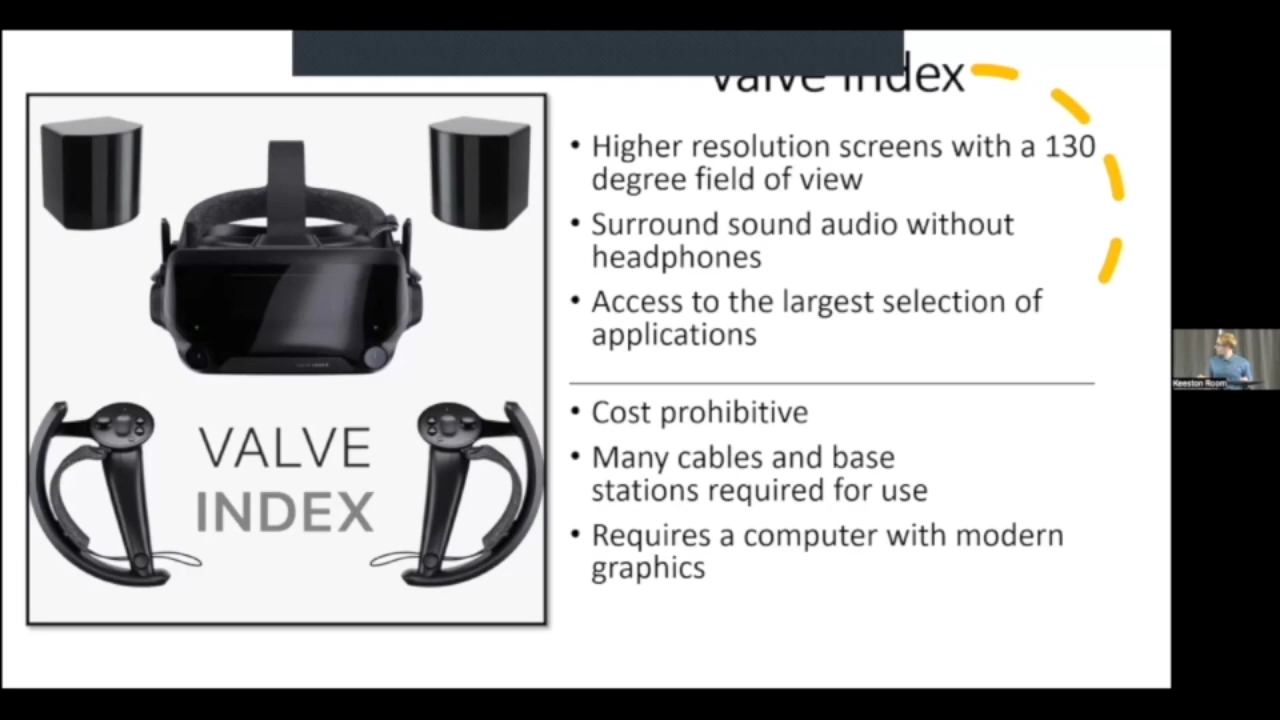 Valve Index
• Higher resolution screens with a 130
degree field of view
• Surround sound audio without
headphones
• Access to the largest selection of
applications
• Cost prohibitive
• Many cables and base
stations required for use
• Requires a computer with modern
graphics
VALVE
INDEX
Keeston Room